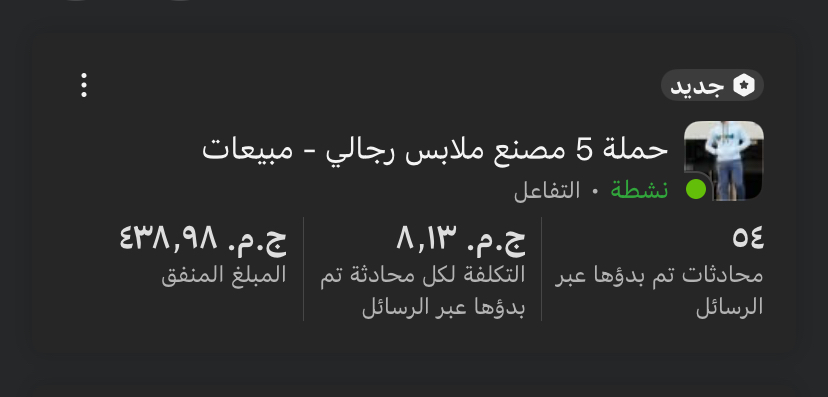 جديد
حملة 5 مصنع ملابس رجالي - مبيعات
نشطة • التفاعل
٥٤
محادثات تم بدؤها عبر
الرسائل
ج.م. ٨,١٣
التكلفة لكل محادثة تم
بدؤها عبر الرسائل
ج.م. ٤٣٨,٩٨
المبلغ المنفق